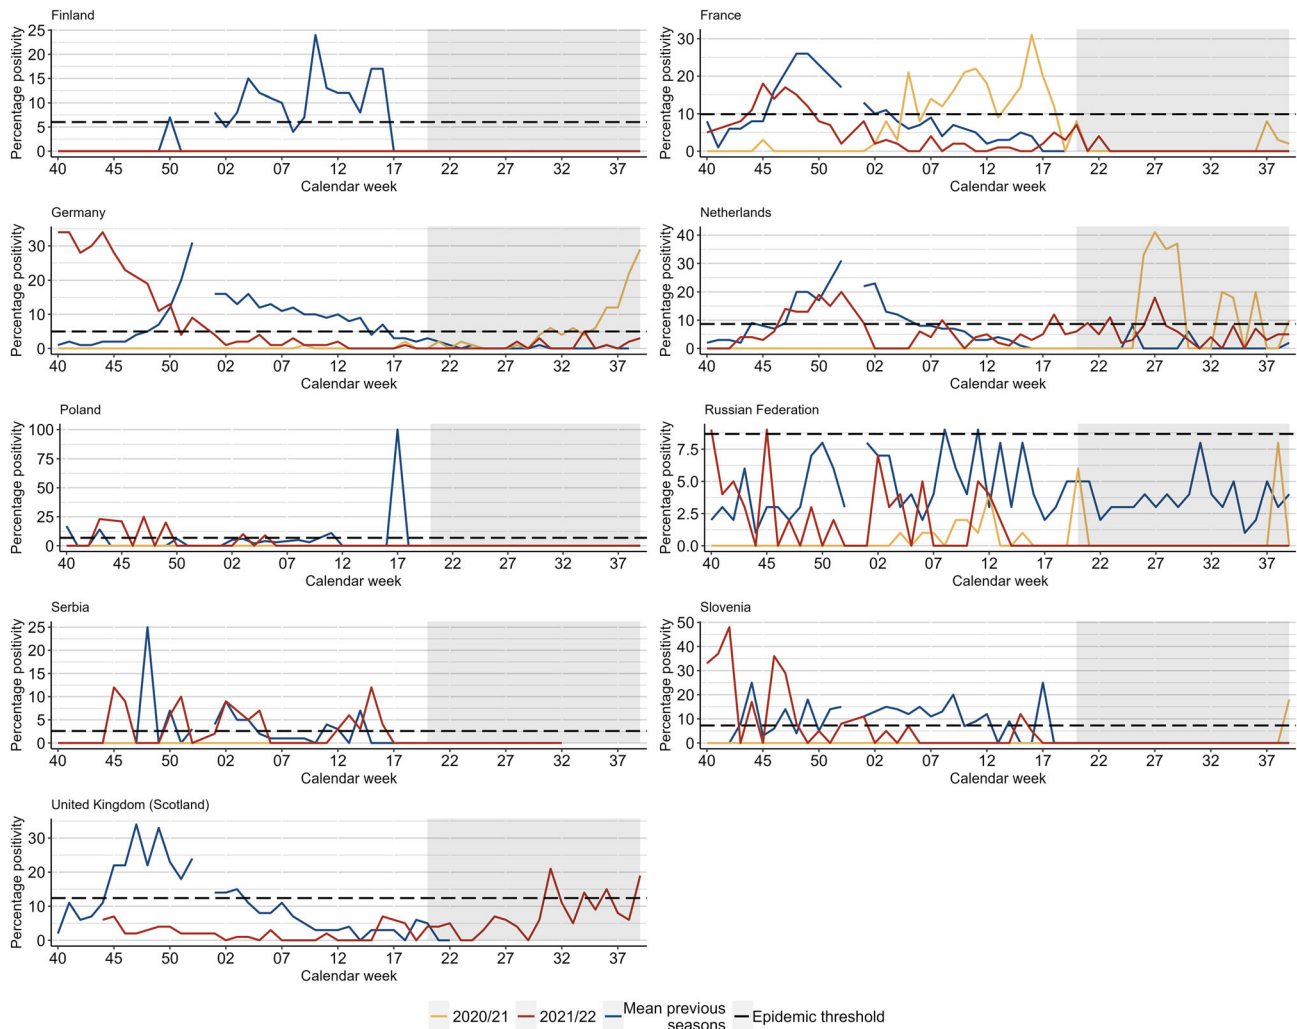 Finland
Percentage positivity
25
20
15
10
5
0
40 45 50 02 07 12 17 22 27 32 37
Calendar week
France
Percentage positivity
30
20
10
0
40 45 50 02 07 12 17 22 27 32 37
Calendar week
Germany
Percentage positivity
30
20
10
0
40 45 50 02 07 12 17 22 27 32 37
Calendar week
Netherlands
Percentage positivity
40
30
20
10
0
40 45 50 02 07 12 17 22 27 32 37
Calendar week
Poland
Percentage positivity
100
75
50
25
0
40 45 50 02 07 12 17 22 27 32 37
Calendar week
Russian Federation
Percentage positivity
7.5
5.0
2.5
0.0
40 45 50 02 07 12 17 22 27 32 37
Calendar week
Serbia
Percentage positivity
25
20
15
10
5
0
40 45 50 02 07 12 17 22 27 32 37
Calendar week
Slovenia
Percentage positivity
50
40
30
20
10
0
40 45 50 02 07 12 17 22 27 32 37
Calendar week
United Kingdom (Scotland)
Percentage positivity
30
20
10
0
40 45 50 02 07 12 17 22 27 32 37
Calendar week
2020/21 2021/22 Mean previous
seasons Epidemic threshold